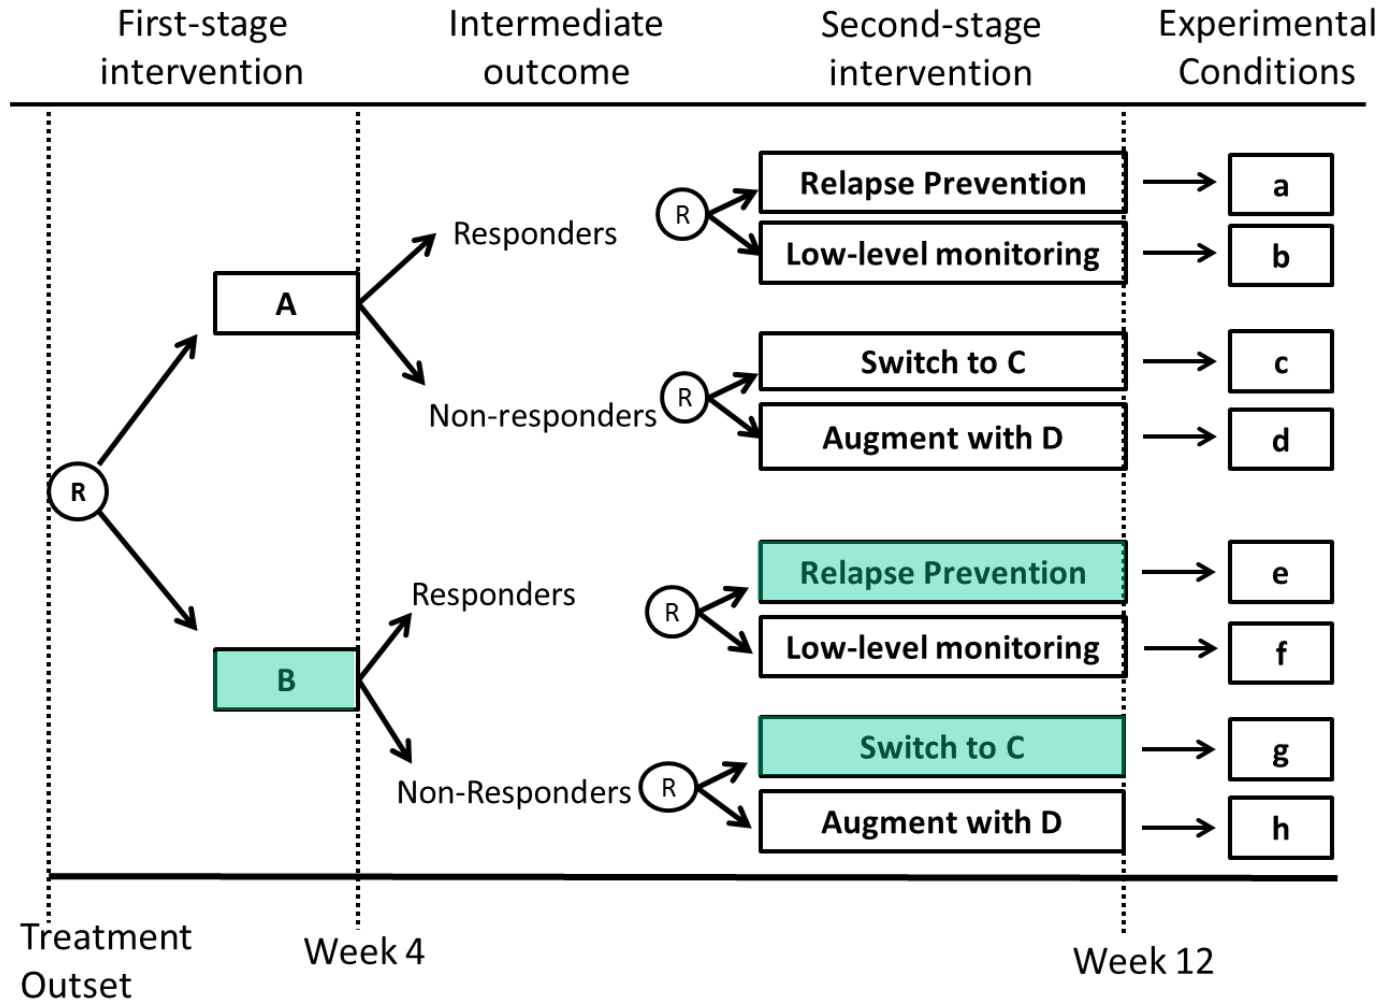 First-stage
intervention
Intermediate
outcome
Second-stage
intervention
Experimental
Conditions
R
A
Responders
R
Relapse Prevention
a
Low-level monitoring
b
Non-responders
R
Switch to C
c
Augment with D
d
B
Responders
R
Relapse Prevention
e
Low-level monitoring
f
Non-Responders
R
Switch to C
g
Augment with D
h
Treatment
Outset
Week 4
Week 12